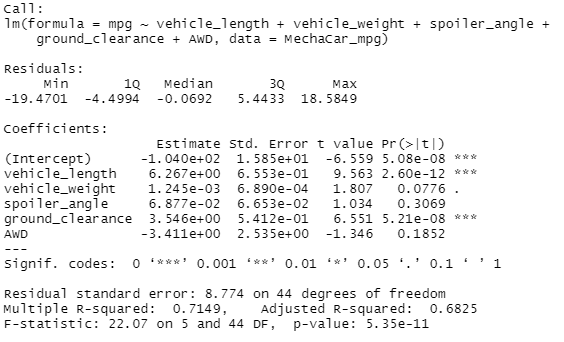 Call:
lm(formula = mpg ~ vehicle_length + vehicle_weight + spoiler_angle +
    ground_clearance + AWD, data = MechaCar_mpg)
Residuals:
     Min       1Q   Median       3Q      Max
-19.4701  -4.4994  -0.0692   5.4433  18.5849
Coefficients:
                   Estimate Std. Error t value Pr(>|t|)
(Intercept)      -1.040e+02  1.585e+01  -6.559 5.08e-08 ***
vehicle_length    6.267e+00  6.553e-01   9.563 2.60e-12 ***
vehicle_weight    1.245e-03  6.890e-04   1.807   0.0776 .
spoiler_angle     6.877e-02  6.653e-02   1.034   0.3069
ground_clearance  3.546e+00  5.412e-01   6.551 5.21e-08 ***
AWD              -3.411e+00  2.535e+00  -1.346   0.1852
---
Signif. codes:  0 ‘***’ 0.001 ‘**’ 0.01 ‘*’ 0.05 ‘.’ 0.1 ‘ ’ 1
Residual standard error: 8.774 on 44 degrees of freedom
Multiple R-squared:  0.7149,    Adjusted R-squared:  0.6825
F-statistic: 22.07 on 5 and 44 DF,  p-value: 5.35e-11